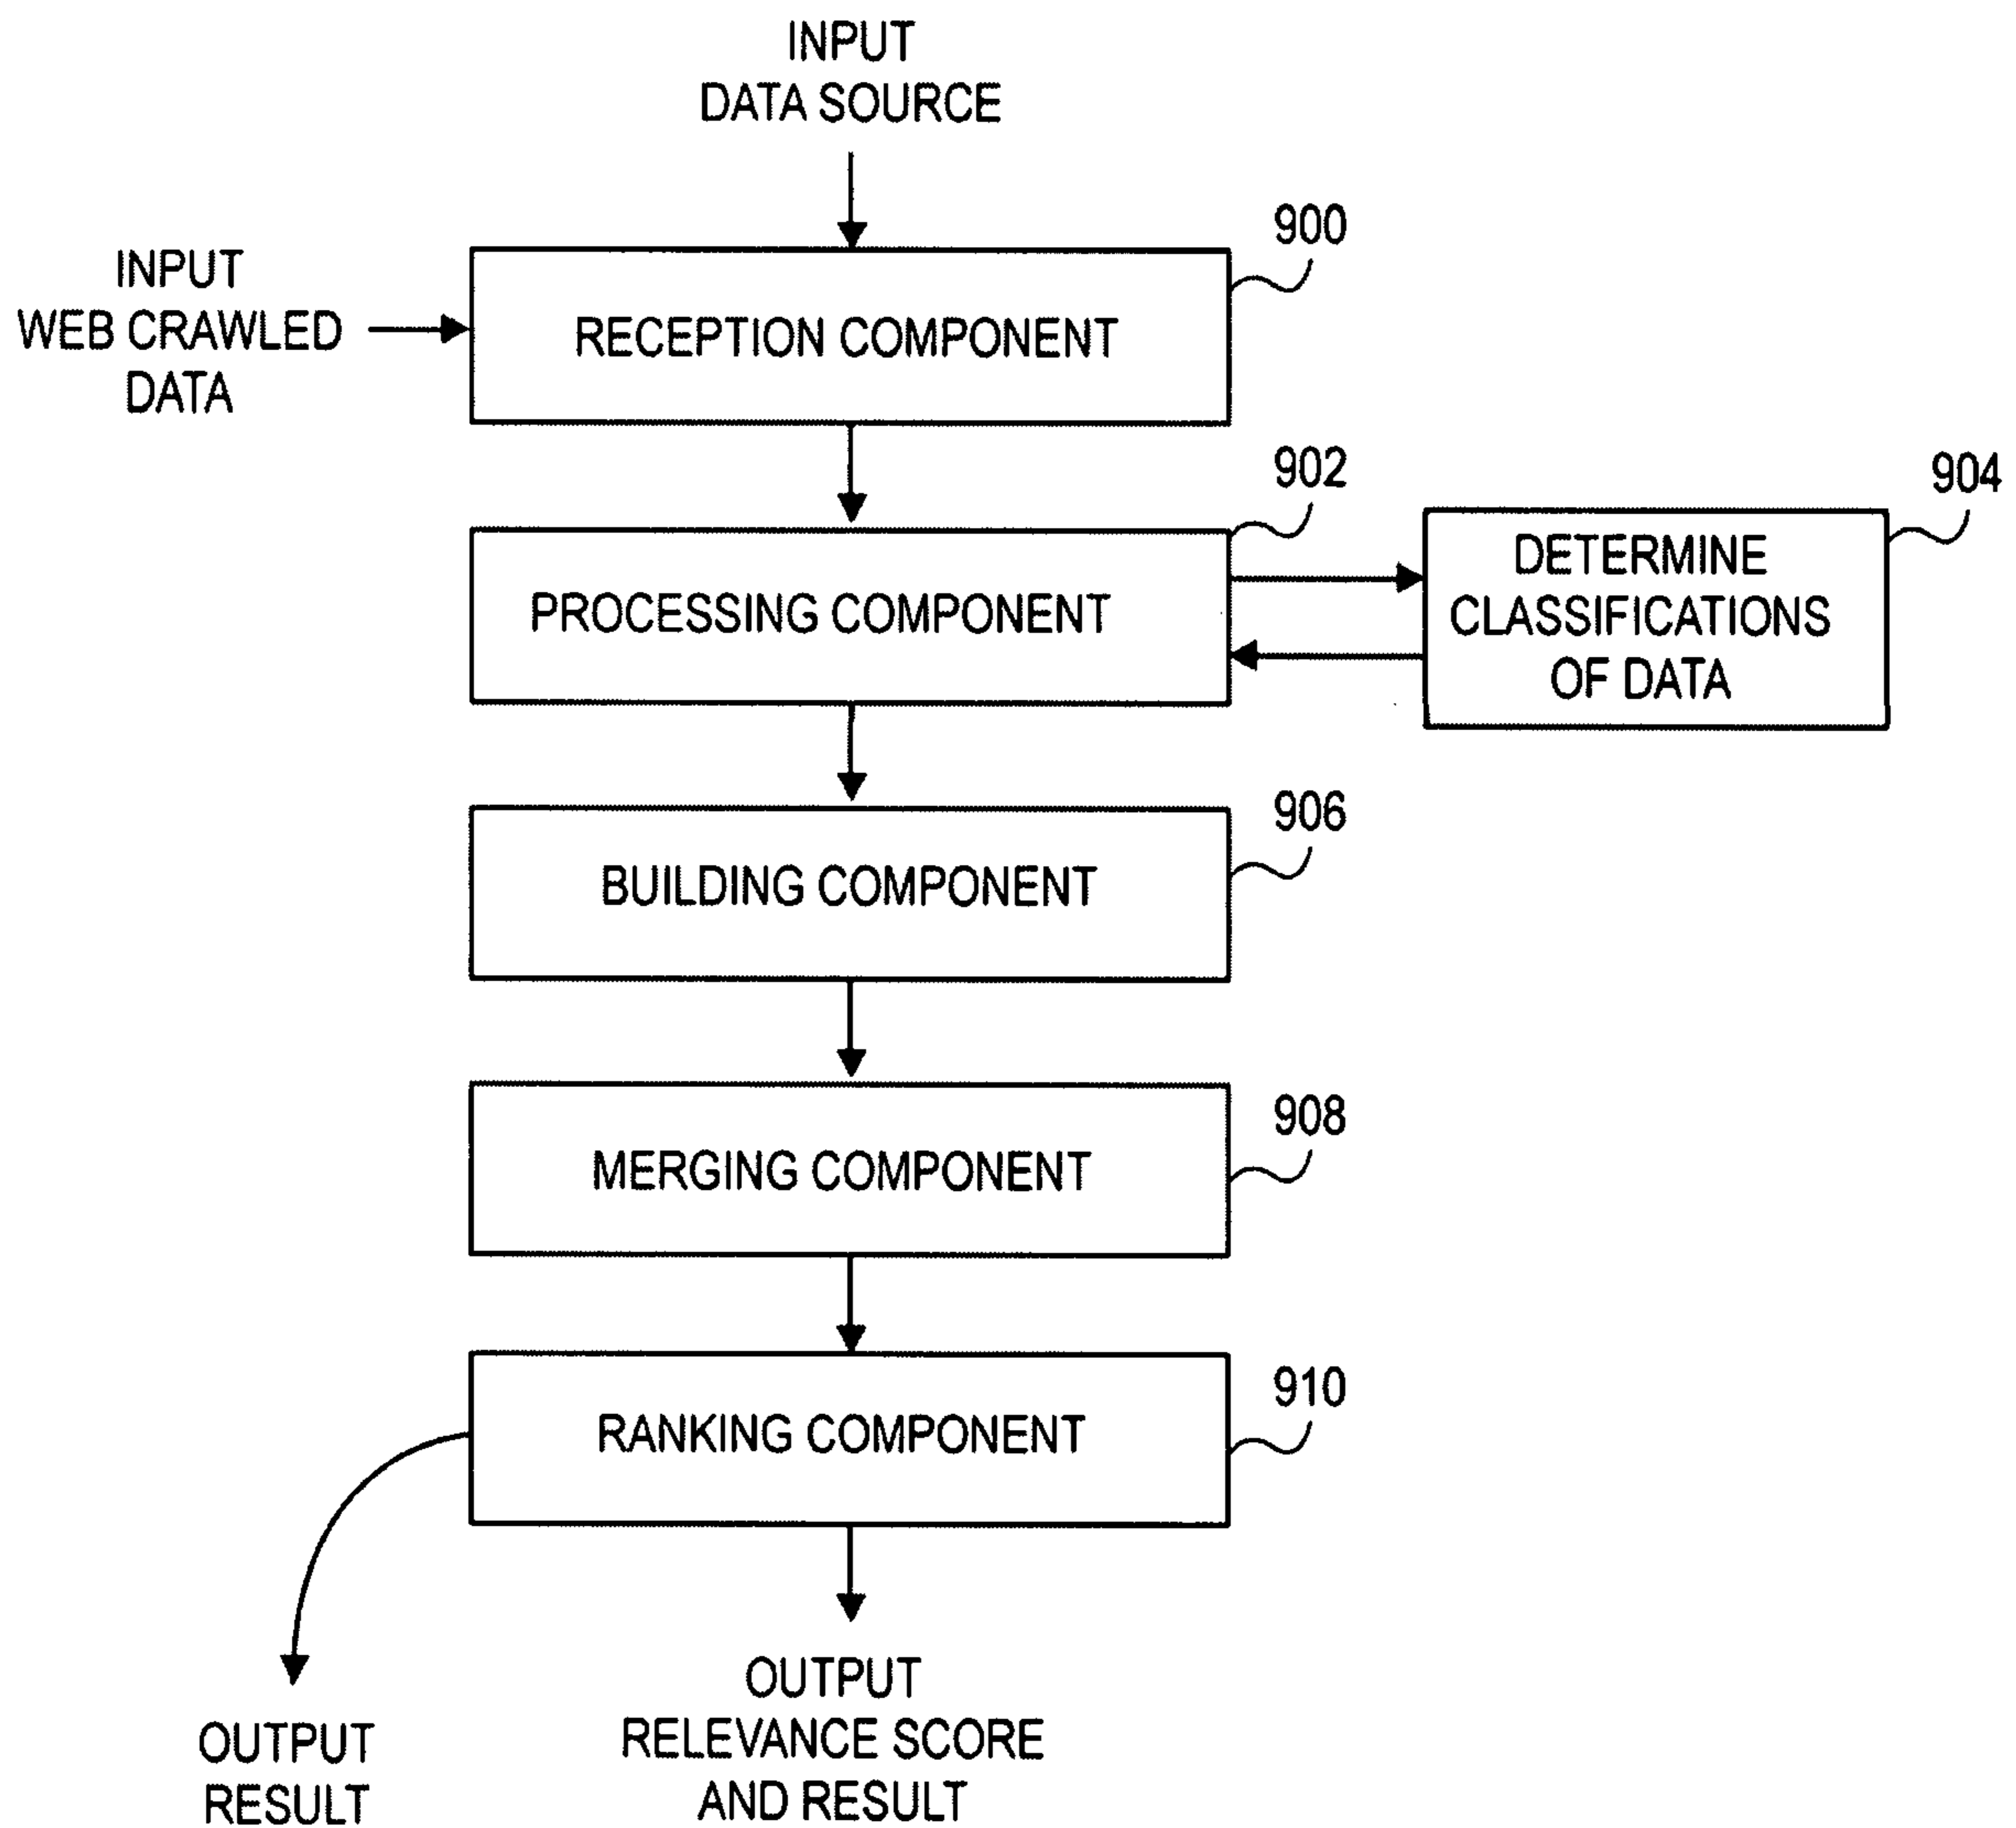 INPUT
DATA SOURCE
900
INPUT
WEB CRAWLED
DATA
RECEPTION COMPONENT
902
904
PROCESSING COMPONENT
DETERMINE
CLASSIFICATIONS
OF DATA
906
BUILDING COMPONENT
908
MERGING COMPONENT
910
RANKING COMPONENT
OUTPUT
RESULT
OUTPUT
RELEVANCE SCORE
AND RESULT